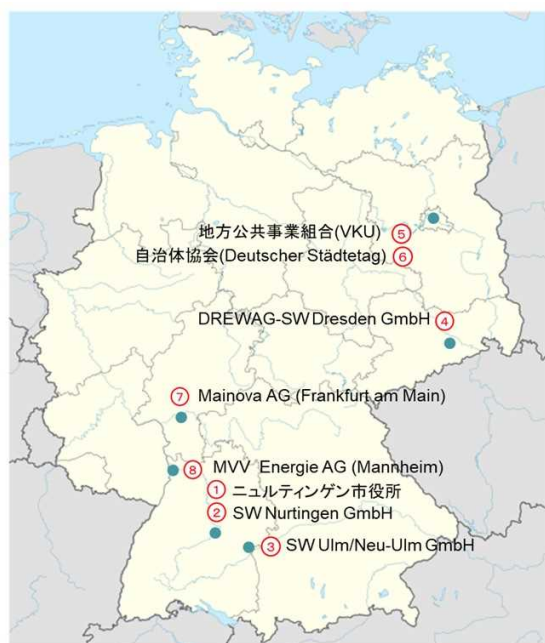 地方公共事業組合(VKU) ⑤
自治体協会(Deutscher Städtetag) ⑥
DREWAG-SW Dresden GmbH ④
⑦ Mainova AG (Frankfurt am Main)
⑧ MVV Energie AG (Mannheim)
① ニュルティンゲン市役所
② SW Nurtingen GmbH
③ SW Ulm/Neu-Ulm GmbH